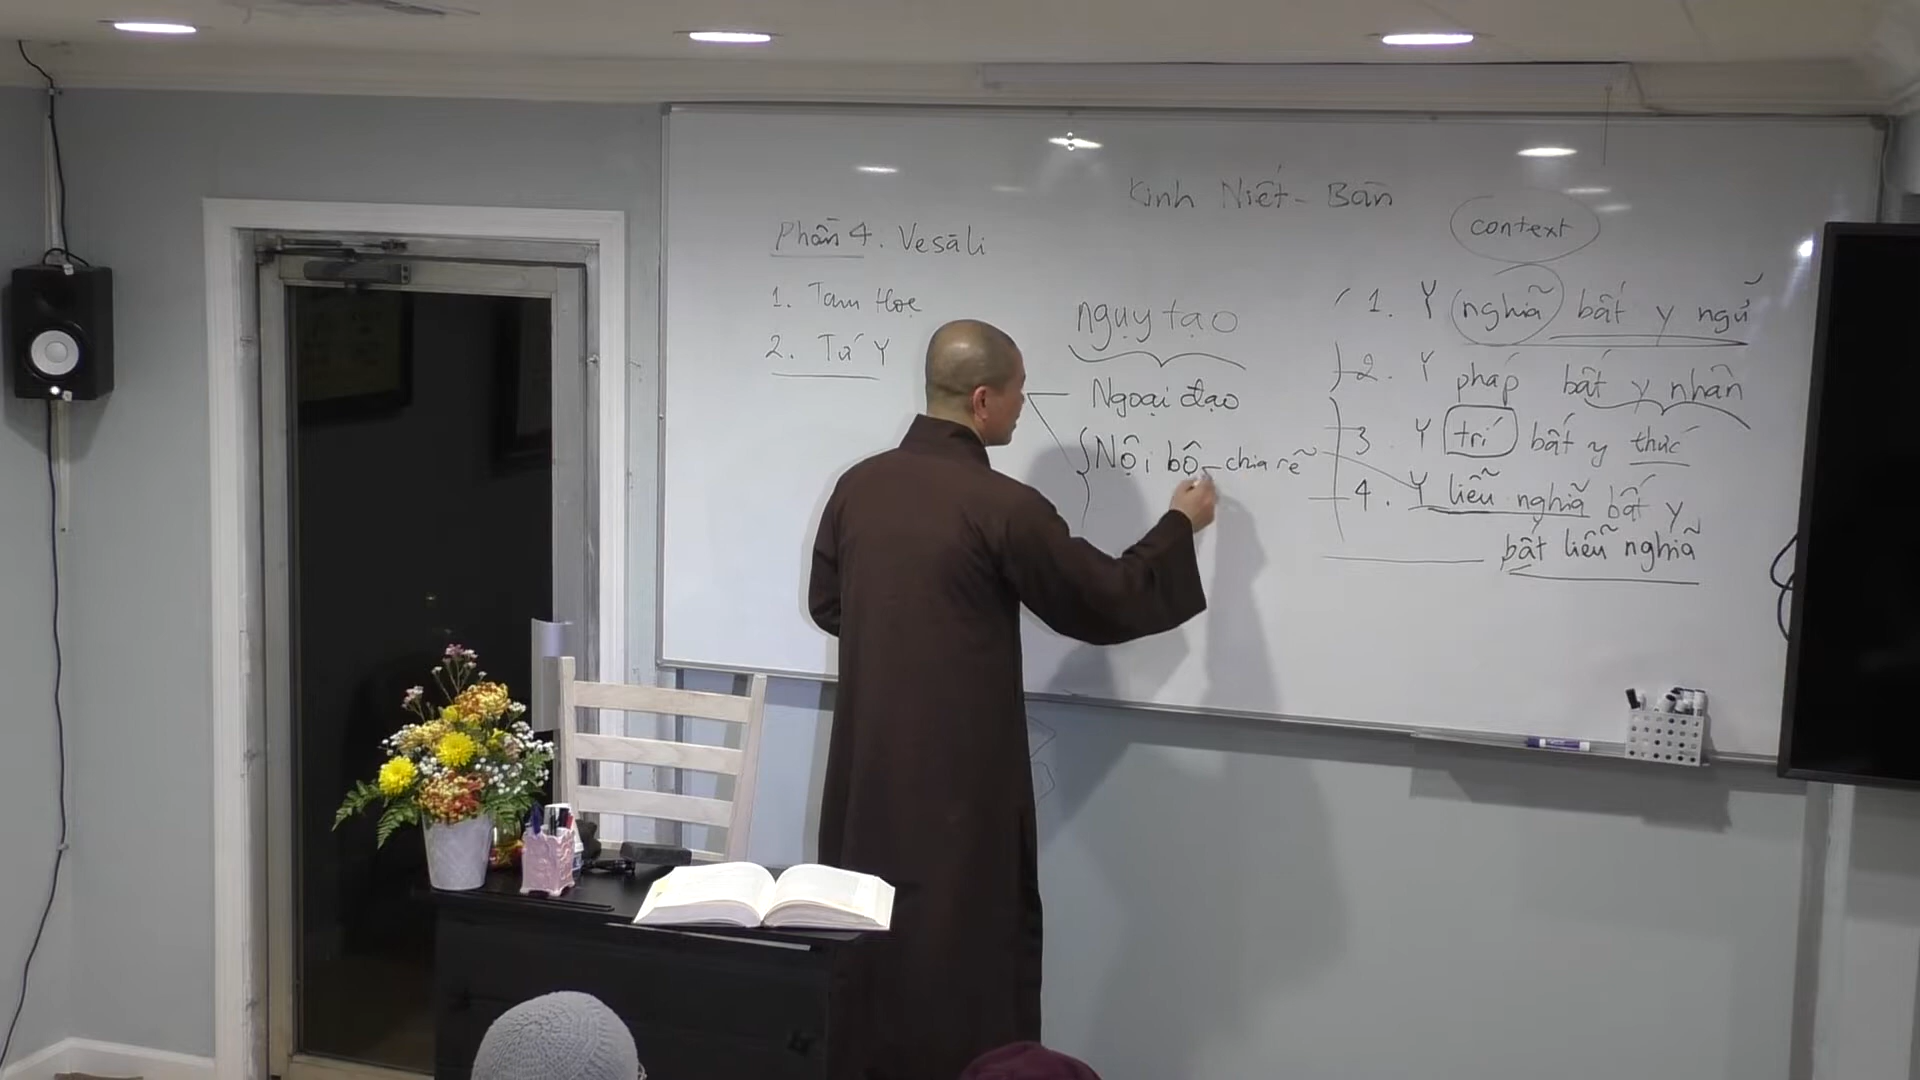 Kinh Niết-Bàn
Phần 4. Vesāli
1. Tam Học
2. Tứ Y
ngụy tạo
Ngoại đạo
Nội bộ - chia rẽ
context
1. Y nghĩa bất y ngữ
2. Y pháp bất y nhân
3. Y trí bất y thức
4. Y liễu nghĩa bất y
bất liễu nghĩa